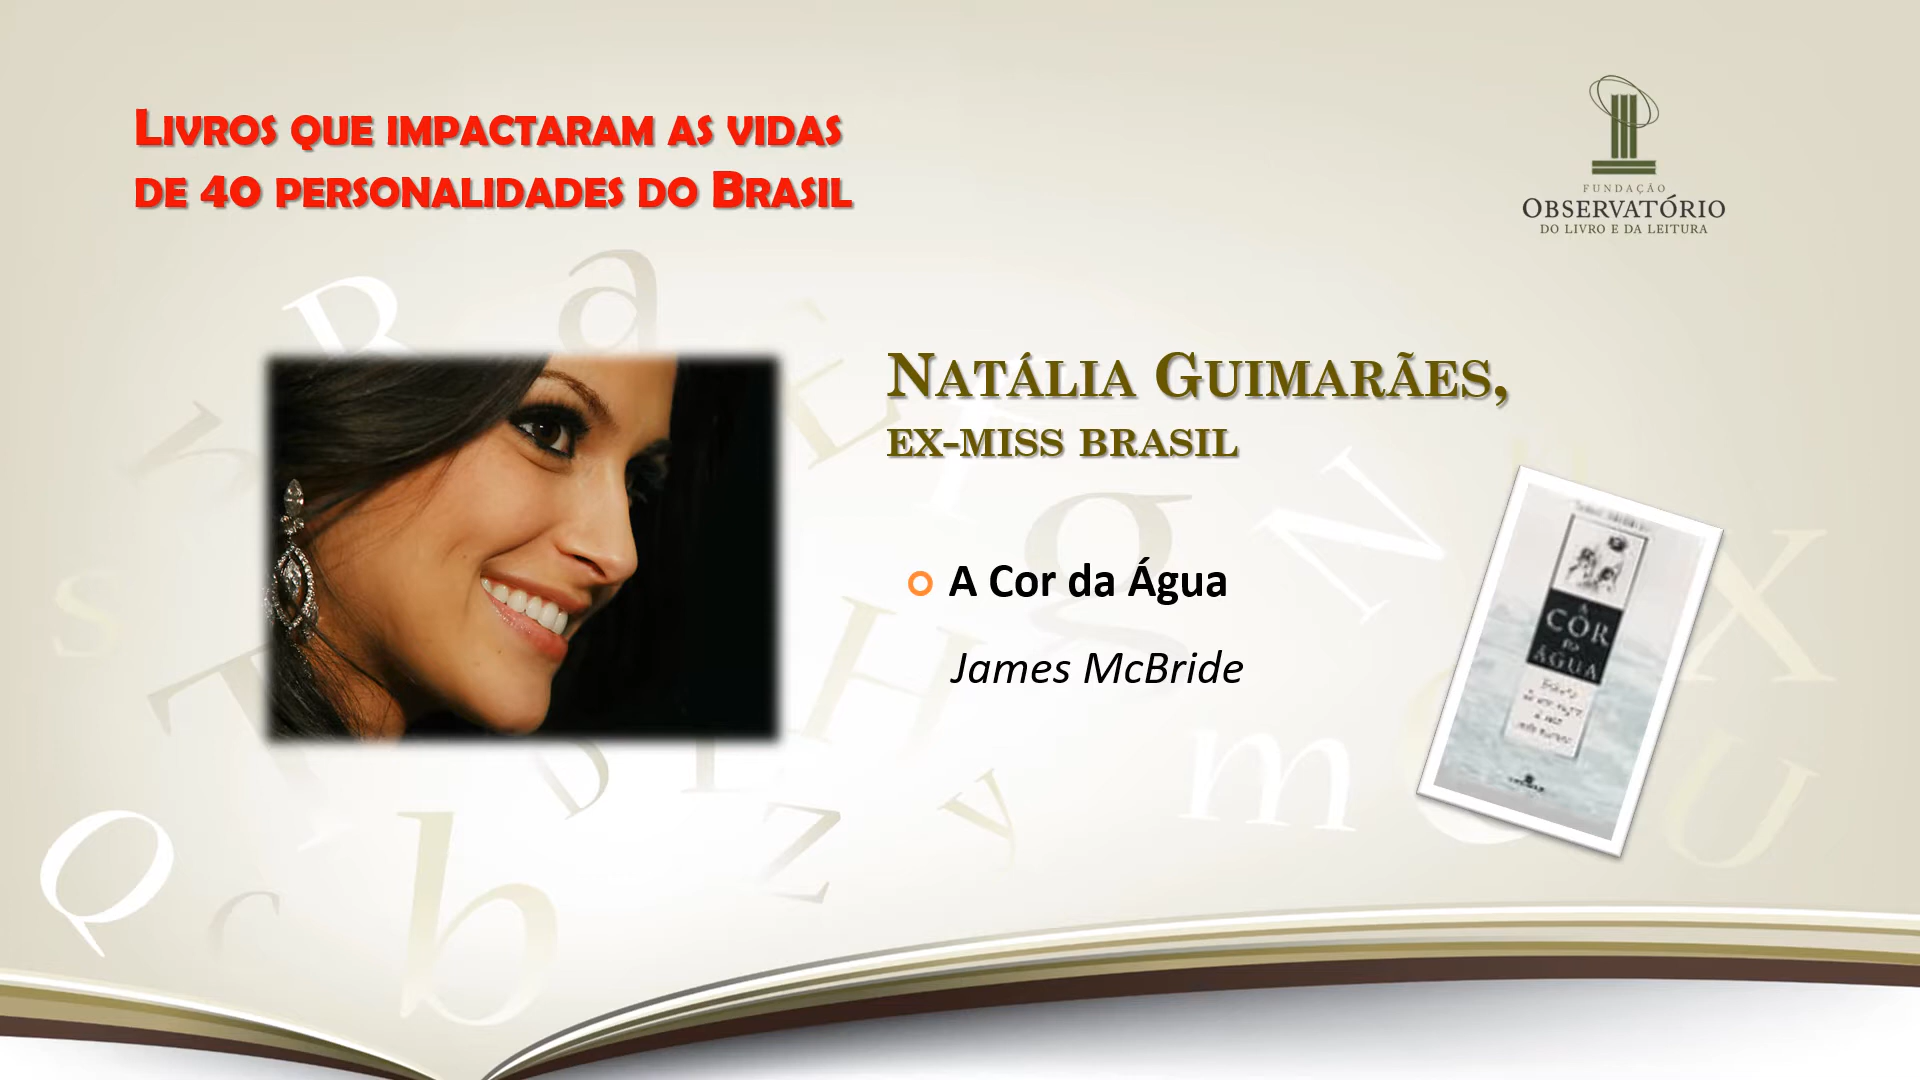 Livros que impactaram as vidas
de 40 personalidades do Brasil
FUNDAÇÃO
OBSERVATÓRIO
DO LIVRO E DA LEITURA
Natália Guimarães,
ex-miss brasil
A Cor da Água
James McBride
A
COR
DA
ÁGUA